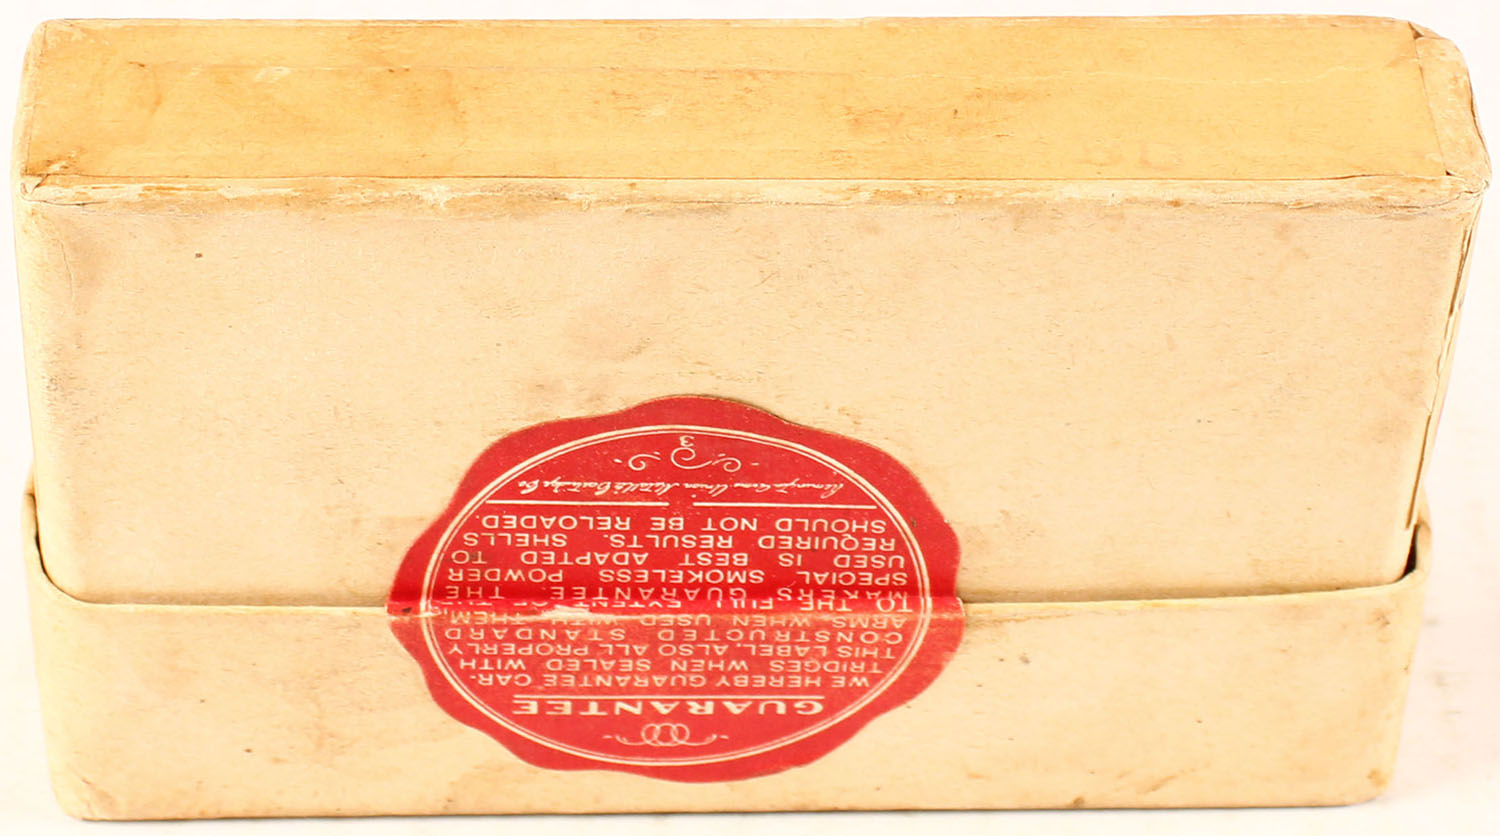 GUARANTEE
WE HEREBY GUARANTEE CAR-
TRIDGES WHEN SEALED WITH
THIS LABEL, ALSO ALL PROPERLY
CONSTRUCTED STANDARD
ARMS WHEN USED WITH THEM,
TO THE FULL EXTENT OF THE
MAKERS GUARANTEE. THE
SPECIAL SMOKELESS POWDER
USED IS BEST ADAPTED TO
REQUIRED RESULTS. SHELLS
SHOULD NOT BE RELOADED.
Remington Arms Union Metallic Cartridge Co
3